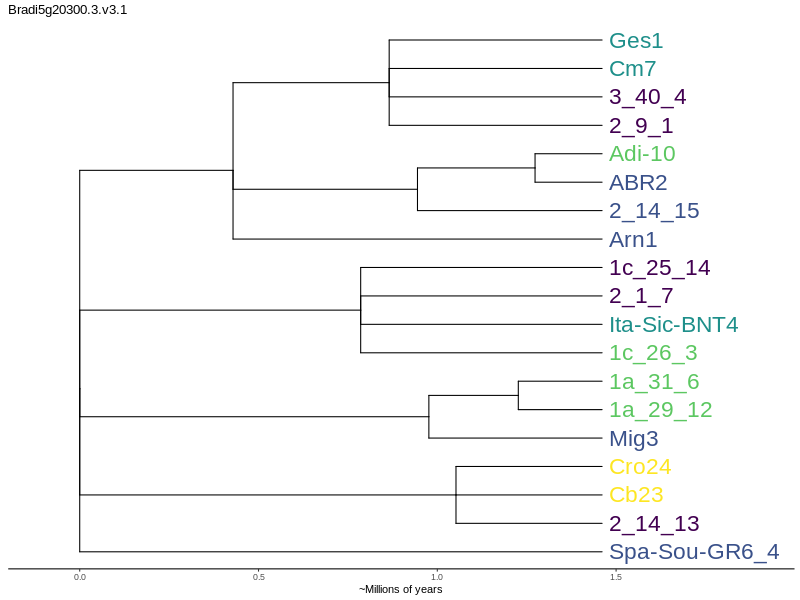 Bradi5g20300.3.v3.1
Ges1
Cm7
3_40_4
2_9_1
Adi-10
ABR2
2_14_15
Arn1
1c_25_14
2_1_7
Ita-Sic-BNT4
1c_26_3
1a_31_6
1a_29_12
Mig3
Cro24
Cb23
2_14_13
Spa-Sou-GR6_4
0.0 0.5 1.0 1.5
~Millions of years